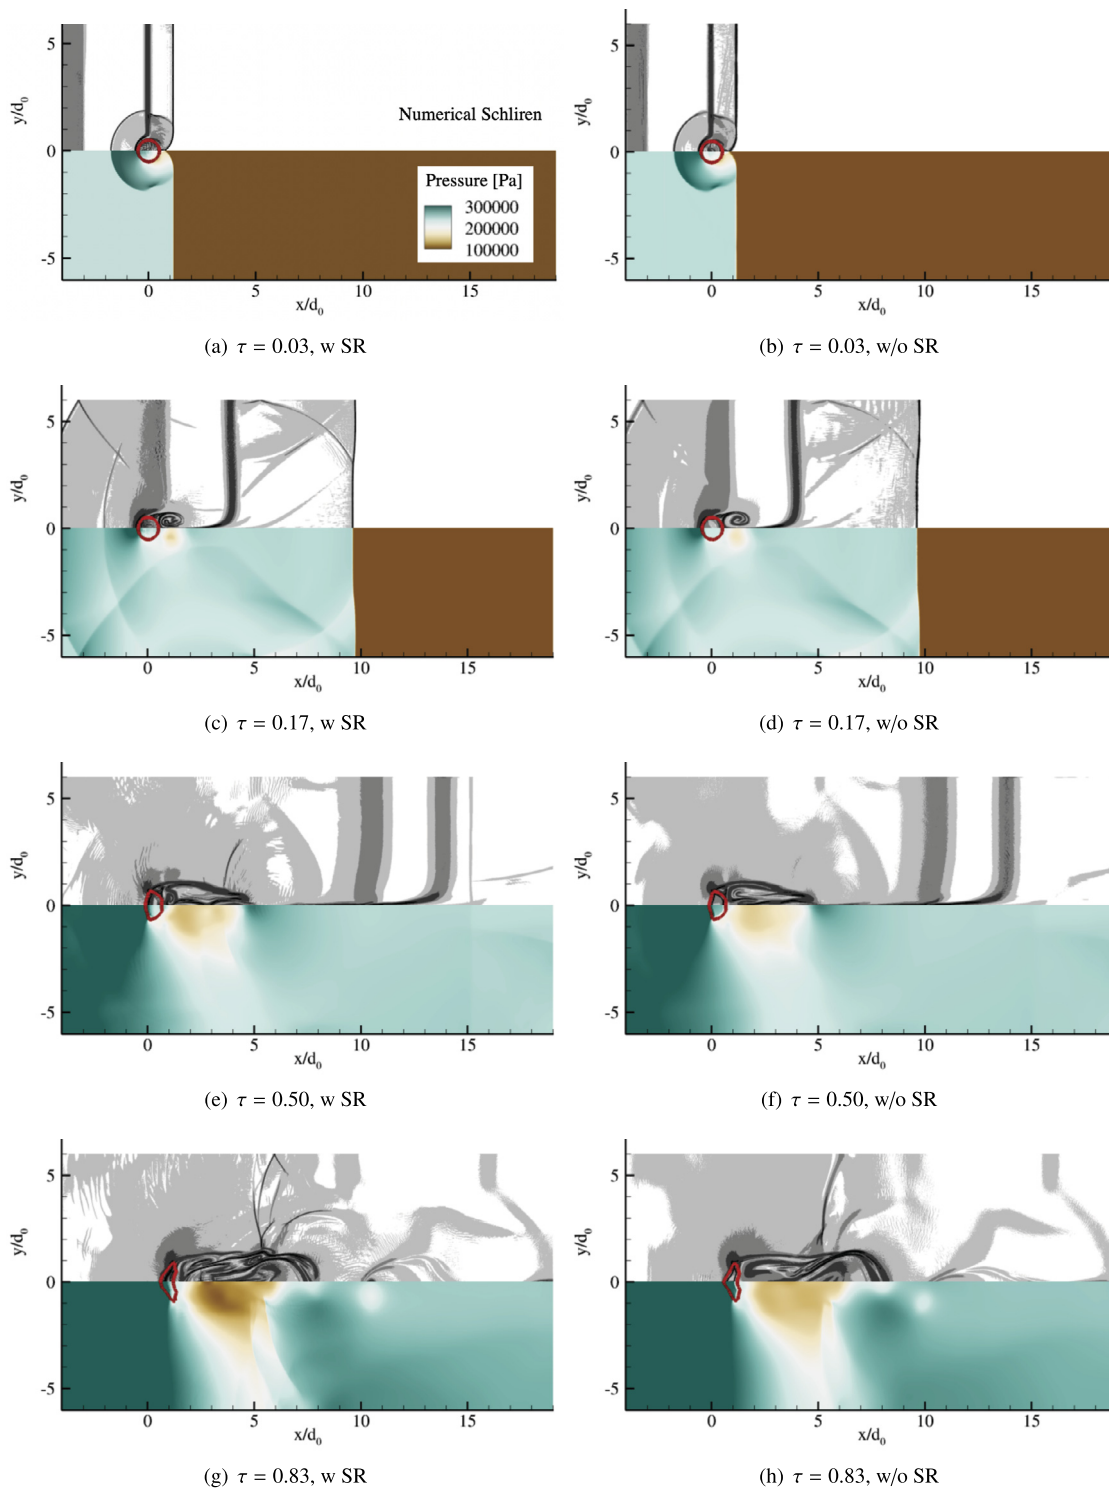 5
0
-5
y/d0
Numerical Schliren
Pressure [Pa]
300000
200000
100000
0
5
10
15
x/d0
(a) τ = 0.03, w SR
5
0
-5
y/d0
0
5
10
15
x/d0
(b) τ = 0.03, w/o SR
5
0
-5
y/d0
0
5
10
15
x/d0
(c) τ = 0.17, w SR
5
0
-5
y/d0
0
5
10
15
x/d0
(d) τ = 0.17, w/o SR
5
0
-5
y/d0
0
5
10
15
x/d0
(e) τ = 0.50, w SR
5
0
-5
y/d0
0
5
10
15
x/d0
(f) τ = 0.50, w/o SR
5
0
-5
y/d0
0
5
10
15
x/d0
(g) τ = 0.83, w SR
5
0
-5
y/d0
0
5
10
15
x/d0
(h) τ = 0.83, w/o SR